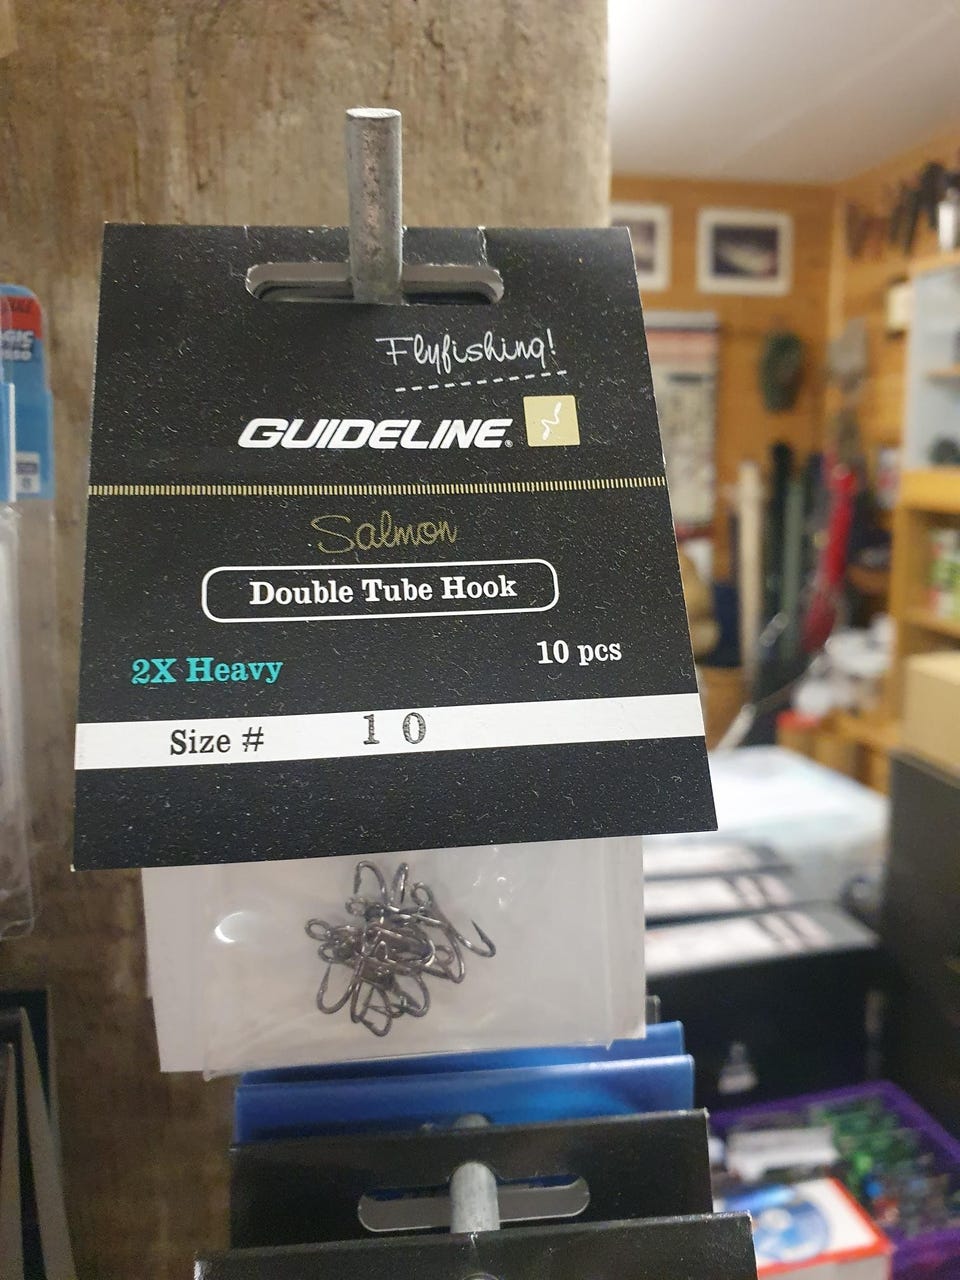 Flyfishing!
GUIDELINE®
Salmon
Double Tube Hook
2X Heavy
10 pcs
Size # 10